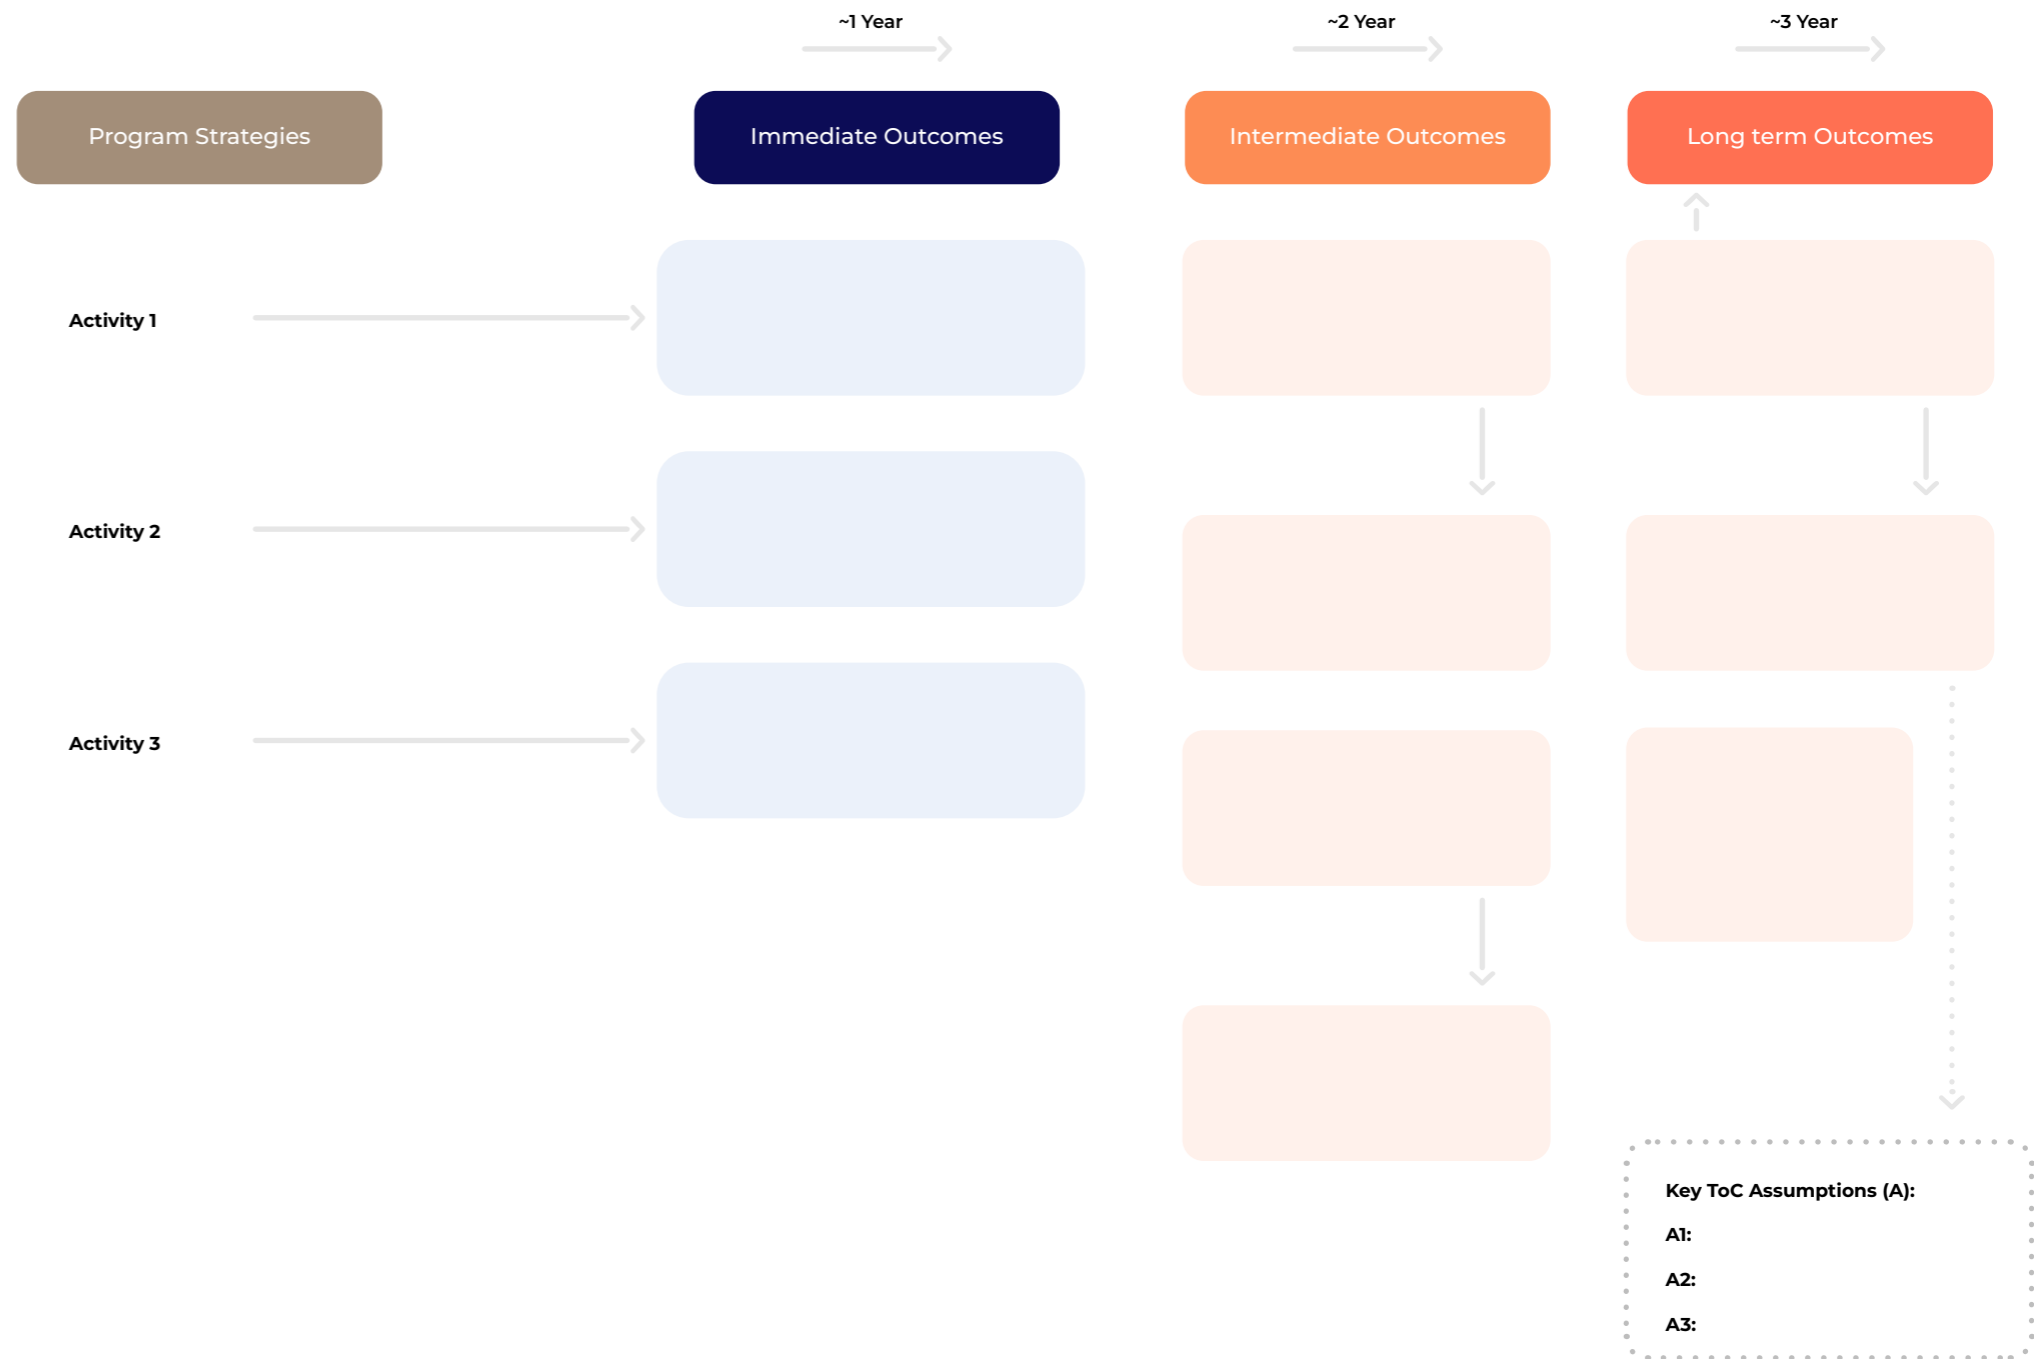 ~1 Year
~2 Year
~3 Year
Program Strategies
Immediate Outcomes
Intermediate Outcomes
Long term Outcomes
Activity 1
Activity 2
Activity 3
Key ToC Assumptions (A):
A1:
A2:
A3: